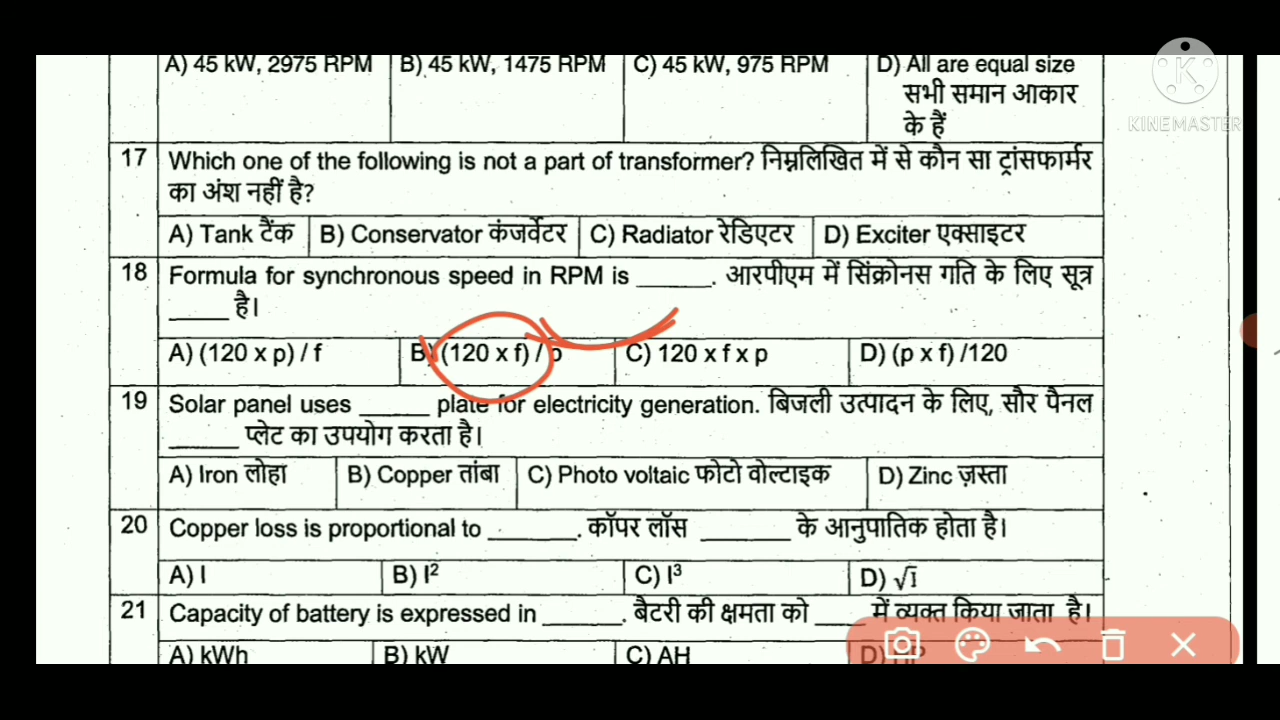 A) 45 kW, 2975 RPM B) 45 kW, 1475 RPM C) 45 kW, 975 RPM D) All are equal size
सभी समान आकार
के हैं
KINEMASTER
17 Which one of the following is not a part of transformer? निम्नलिखित में से कौन सा ट्रांसफार्मर
का अंश नहीं है?
A) Tank टैंक B) Conservator कंजर्वेटर C) Radiator रेडिएटर D) Exciter एक्साइटर
18 Formula for synchronous speed in RPM is ______. आरपीएम में सिंक्रोनस गति के लिए सूत्र
_____ है।
A) (120 x p) / f B) (120 x f) / p C) 120 x f x p D) (p x f) /120
19 Solar panel uses ______ plate for electricity generation. बिजली उत्पादन के लिए, सौर पैनल
______ प्लेट का उपयोग करता है।
A) Iron लोहा B) Copper तांबा C) Photo voltaic फोटो वोल्टाइक D) Zinc ज़स्ता
20 Copper loss is proportional to _______. कॉपर लॉस _______ के आनुपातिक होता है।
A) I B) I² C) I³ D) √I
21 Capacity of battery is expressed in ______. बैटरी की क्षमता को ____ में व्यक्त किया जाता है।
A) kWh B) kW C) AH D) HP